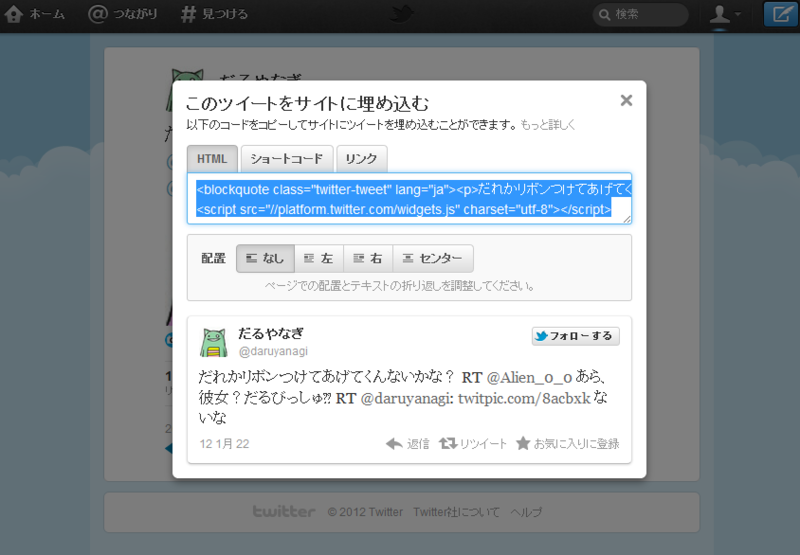 ホーム つながり 見つける 検索
だるやなぎ
このツイートをサイトに埋め込む
以下のコードをコピーしてサイトにツイートを埋め込むことができます。 もっと詳しく
HTML ショートコード リンク
<blockquote class="twitter-tweet" lang="ja"><p>だれかリボンつけてあげてく
<script src="//platform.twitter.com/widgets.js" charset="utf-8"></script>
配置 なし 左 右 センター
ページでの配置とテキストの折り返しを調整してください。
だるやなぎ フォローする
@daruyanagi
だれかリボンつけてあげてくんないかな？ RT @Alien_0_0 あら、
彼女？だるびっしゅ⁈ RT @daruyanagi: twitpic.com/8acbxk な
いな
12 1月 22 返信 リツイート お気に入りに登録
twitter © 2012 Twitter Twitter社について ヘルプ